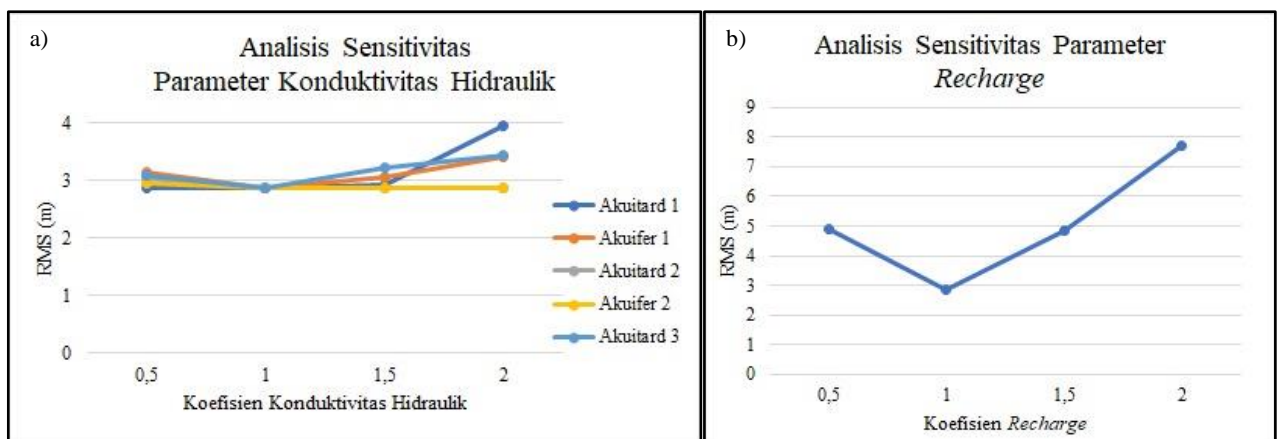 a)
Analisis Sensitivitas
Parameter Konduktivitas Hidraulik
4
3
2
1
0
RMS (m)
0,5 1 1,5 2
Koefisien Konduktivitas Hidraulik
Akuitard 1
Akuifer 1
Akuitard 2
Akuifer 2
Akuitard 3
b)
Analisis Sensitivitas Parameter
Recharge
9
8
7
6
5
4
3
2
1
0
RMS (m)
0,5 1 1,5 2
Koefisien Recharge